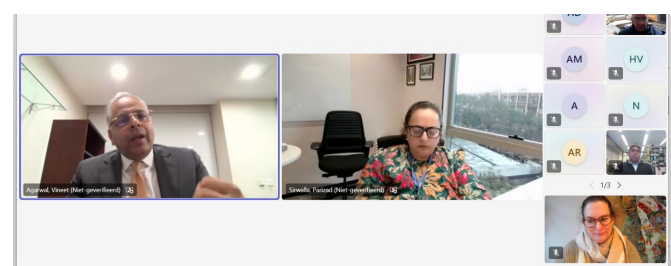 AM
HV
A
N
AR
1/3
Agarwal, Vineet (Niet-geverifieerd)
Sirwalla, Parizad (Niet-geverifieerd)